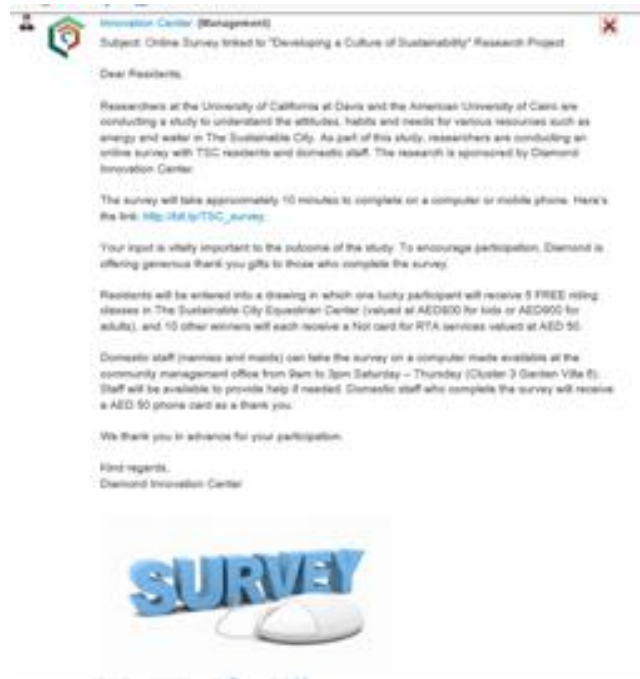 Innovation Center (Management)
Subject: Online Survey linked to "Developing a Culture of Sustainability" Research Project
Dear Residents,
Researchers at the University of California at Davis and the American University of Cairo are
conducting a study to understand the attitudes, habits and needs for various resources such as
energy and water in The Sustainable City. As part of this study, researchers are conducting an
online survey with TSC residents and domestic staff. The research is sponsored by Diamond
Innovation Center.
The survey will take approximately 10 minutes to complete on a computer or mobile phone. Here's
the link: http://bit.ly/TSC_survey.
Your input is vitally important to the outcome of the study. To encourage participation, Diamond is
offering generous thank you gifts to those who complete the survey.
Residents will be entered into a drawing in which one lucky participant will receive 5 FREE riding
classes in The Sustainable City Equestrian Center (valued at AED600 for kids or AED900 for
adults), and 10 other winners will each receive a Nol card for RTA services valued at AED 50.
Domestic staff (nannies and maids) can take the survey on a computer made available at the
community management office from 9am to 3pm Saturday – Thursday (Cluster 3 Garden Villa 6).
Staff will be available to provide help if needed. Domestic staff who complete the survey will receive
a AED 50 phone card as a thank you.
We thank you in advance for your participation.
Kind regards,
Diamond Innovation Center
SURVEY